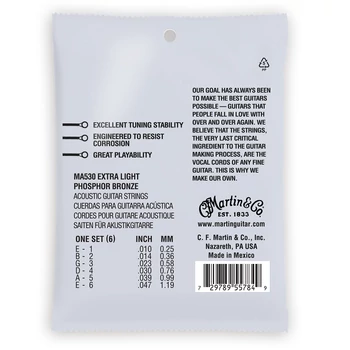 PP
EXCELLENT TUNING STABILITY
ENGINEERED TO RESIST
CORROSION
GREAT PLAYABILITY
MA530 EXTRA LIGHT
PHOSPHOR BRONZE
ACOUSTIC GUITAR STRINGS
CUERDAS PARA GUITARRA ACÚSTICA
CORDES POUR GUITARE ACOUSTIQUE
SAITEN FÜR AKUSTIKGITARRE
ONE SET (6) INCH MM
E - 1 .010 0.25
B - 2 .014 0.36
G - 3 .023 0.58
D - 4 .030 0.76
A - 5 .039 0.99
E - 6 .047 1.19
OUR GOAL HAS ALWAYS BEEN
TO MAKE THE BEST GUITARS
POSSIBLE — GUITARS THAT
PEOPLE FALL IN LOVE WITH
OVER AND OVER AGAIN. WE
BELIEVE THAT THE STRINGS,
THE VERY LAST CRITICAL
INGREDIENT TO THE GUITAR
MAKING PROCESS, ARE THE
VOCAL CORDS OF ANY FINE
GUITAR. THIS IS WHY WE
MAKE OUR OWN.
Martin & Co.
EST. 1833
martinguitar.com
C. F. Martin & Co., Inc.
Nazareth, PA USA
Made in Mexico
7 29789 55784 9